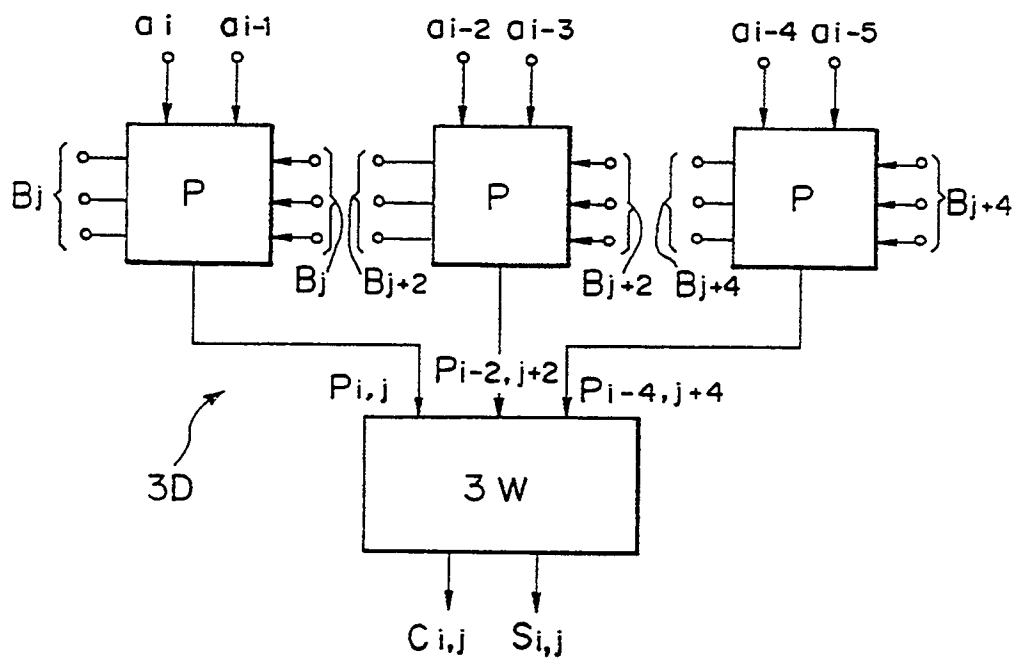 ai ai-1 ai-2 ai-3 ai-4 ai-5
Bj P P P Bj+4
Bj Bj+2 Bj+2 Bj+4
Pi,j Pi-2,j+2 Pi-4,j+4
3D 3W
Ci,j Si,j